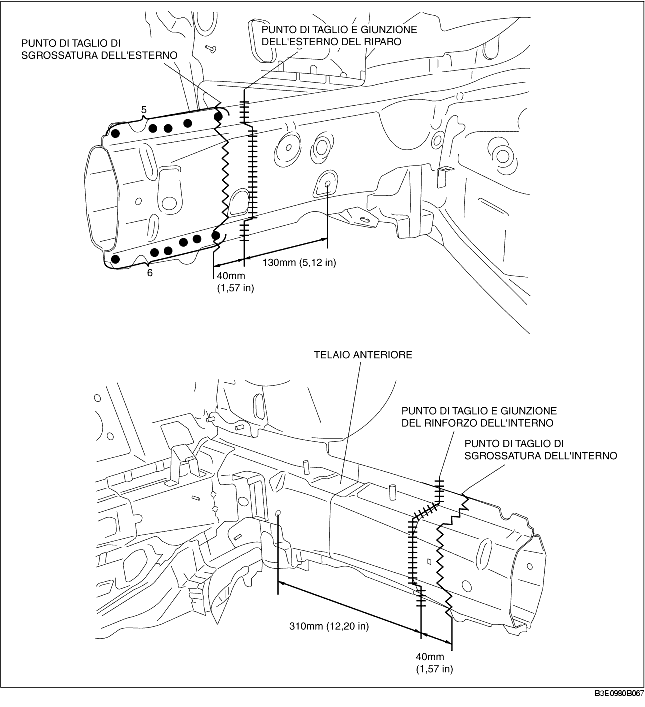 PUNTO DI TAGLIO E GIUNZIONE
DELL'ESTERNO DEL RIPARO
PUNTO DI TAGLIO DI
SGROSSATURA DELL'ESTERNO
5
6
40mm
(1,57 in)
130mm (5,12 in)
TELAIO ANTERIORE
PUNTO DI TAGLIO E GIUNZIONE
DEL RINFORZO DELL'INTERNO
PUNTO DI TAGLIO DI
SGROSSATURA DELL'INTERNO
310mm (12,20 in)
40mm
(1,57 in)
B3E0980B067